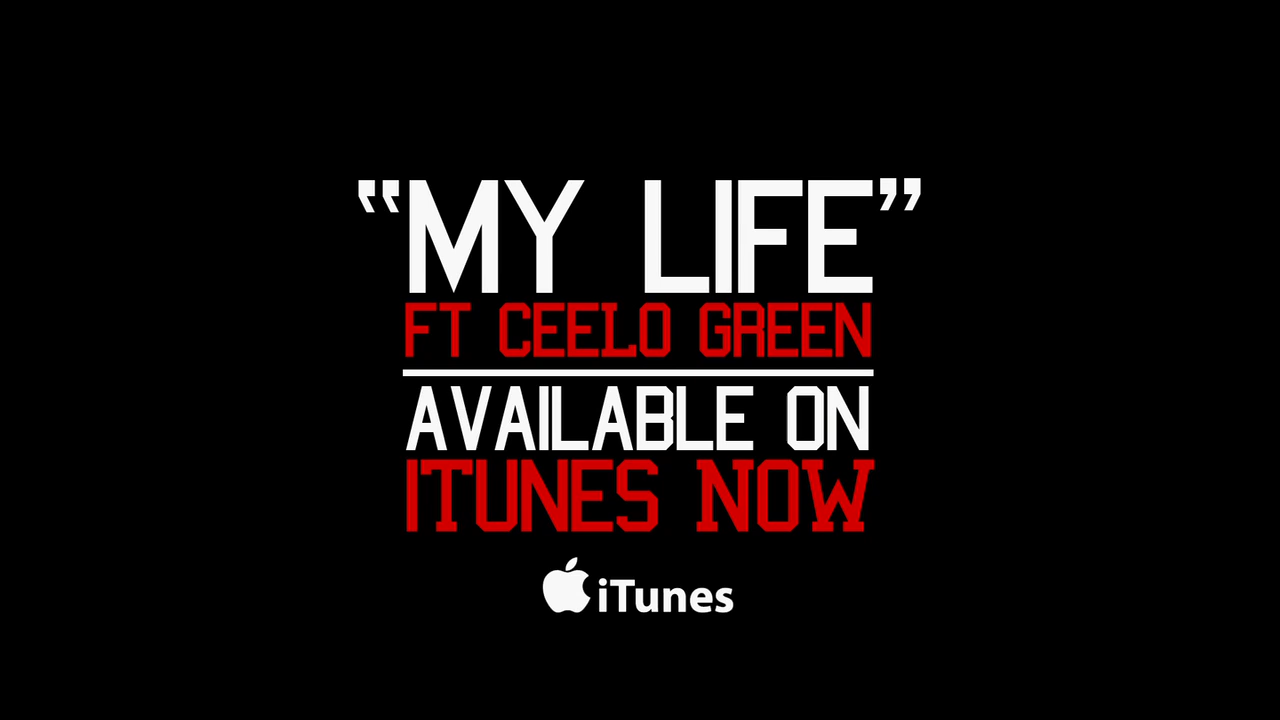 “MY LIFE”
FT CEELO GREEN
AVAILABLE ON
ITUNES NOW
iTunes